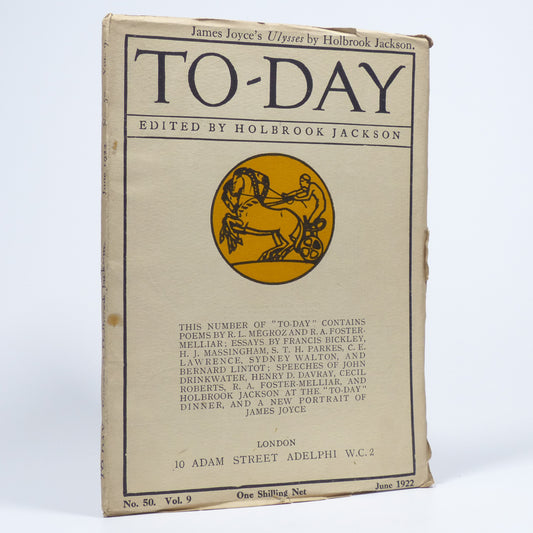 James Joyce's Ulysses by Holbrook Jackson.
TO-DAY
EDITED BY HOLBROOK JACKSON
THIS NUMBER OF "TO-DAY" CONTAINS
POEMS BY R. L. MÉGROZ AND R. A. FOSTER-
MELLIAR; ESSAYS BY FRANCIS BICKLEY,
H. J. MASSINGHAM, S. T. H. PARKES, C. E.
LAWRENCE, SYDNEY WALTON, AND
BERNARD LINTOT; SPEECHES OF JOHN
DRINKWATER, HENRY D. DAVRAY, CECIL
ROBERTS, R. A. FOSTER-MELLIAR, AND
HOLBROOK JACKSON AT THE "TO-DAY"
DINNER, AND A NEW PORTRAIT OF
JAMES JOYCE
LONDON
10 ADAM STREET ADELPHI W.C. 2
No. 50. Vol. 9 One Shilling Net June 1922
June 1922